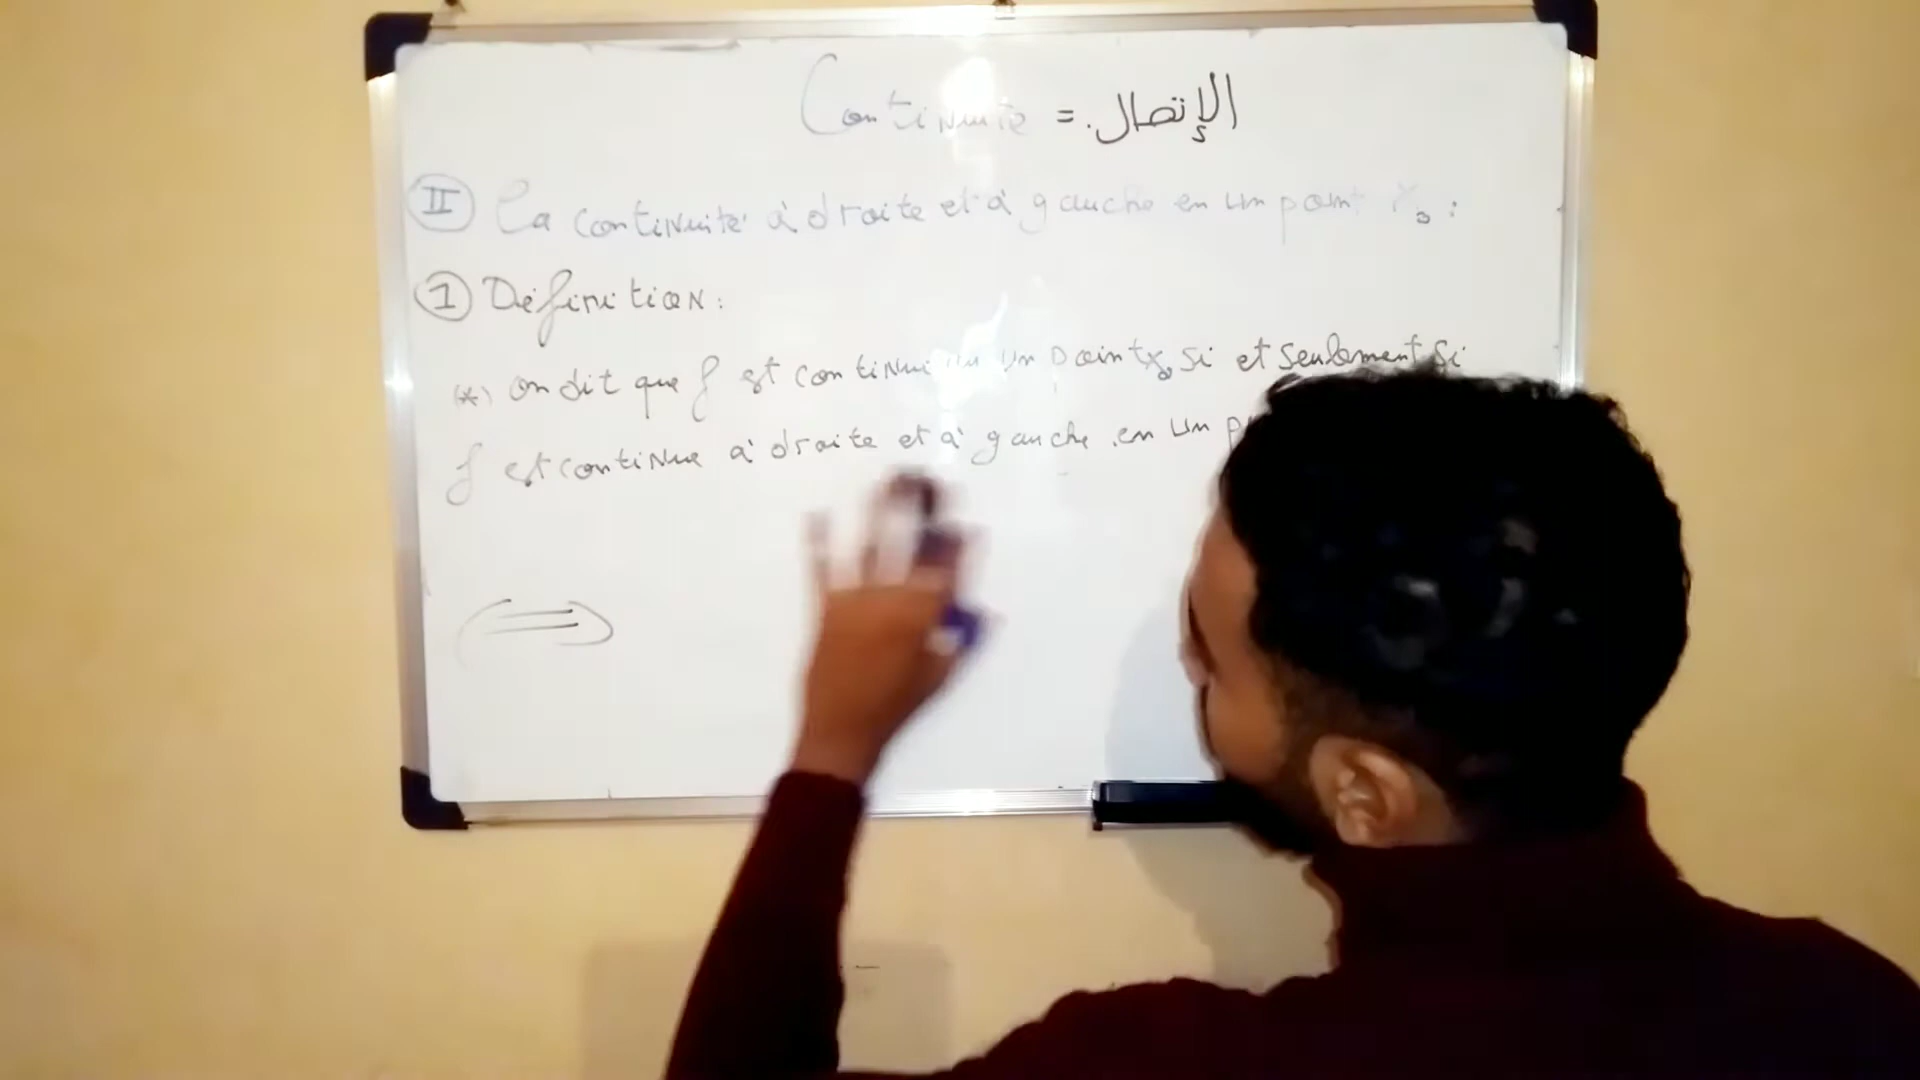 Continuité = الإتصال.
II La continuité à droite et à gauche en un point x₀ :
1 Définition :
(*) on dit que f est continue en un point x₀ si et seulement si
f est continue à droite et à gauche en un
⟺